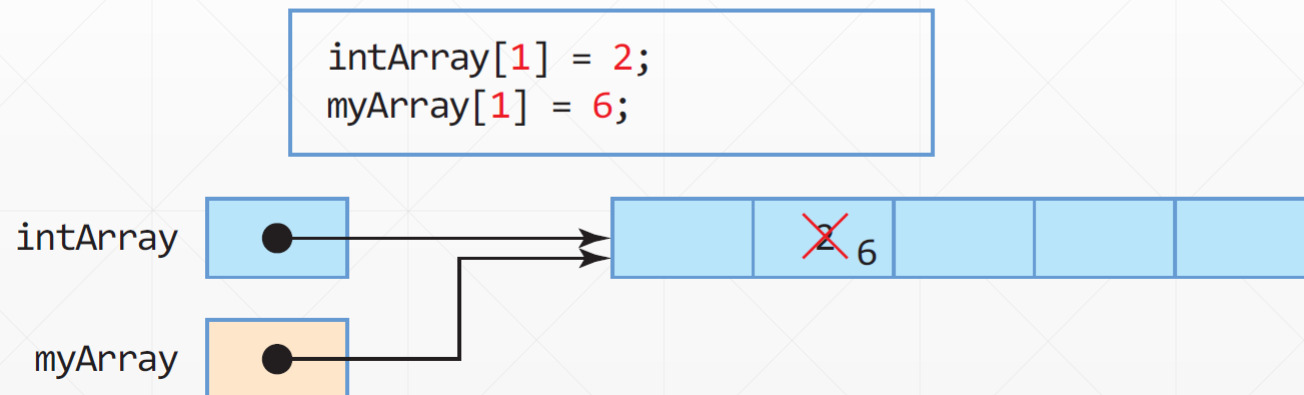 intArray[1] = 2;
myArray[1] = 6;
intArray
2 6
myArray